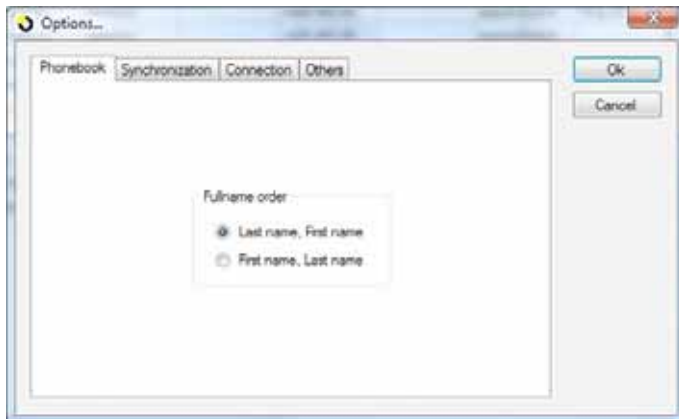 Options...
Phonebook Synchronization Connection Others
Ok
Cancel
Fullname order
Last name, First name
First name, Last name